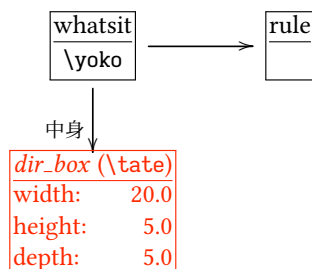 whatsit rule
\yoko
中身
dir_box (\tate)
width: 20.0
height: 5.0
depth: 5.0